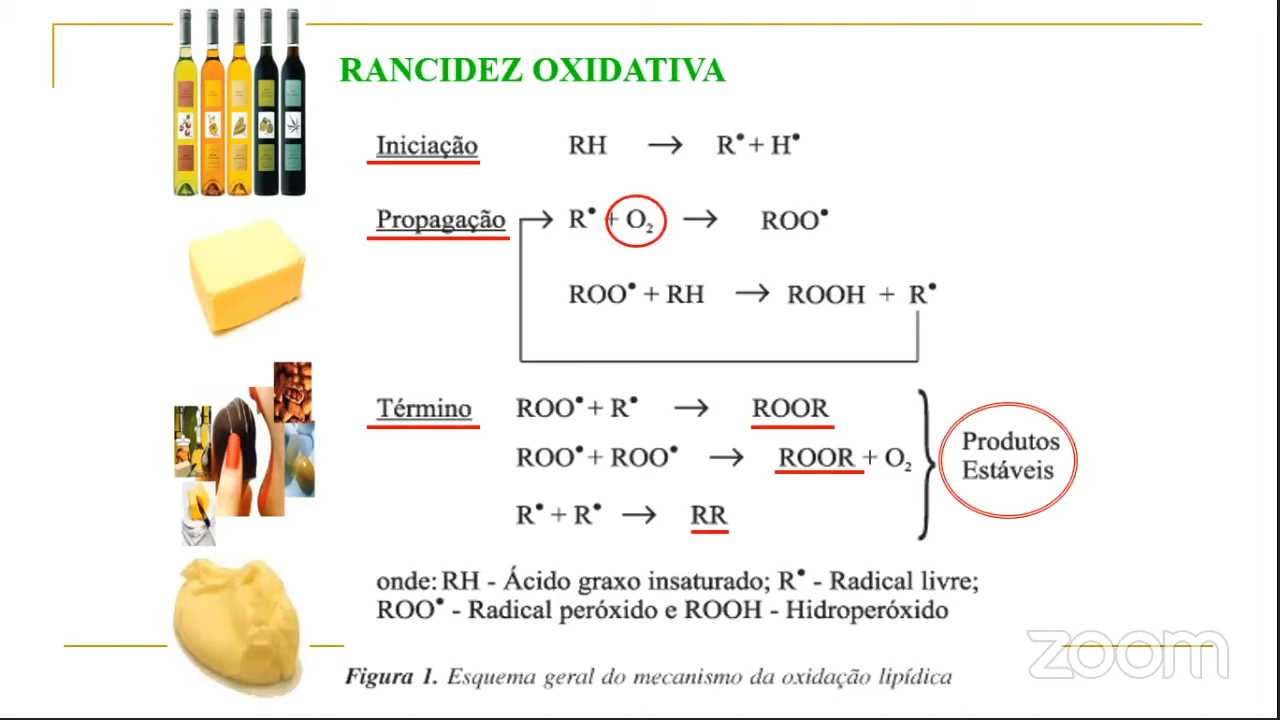 RANCIDEZ OXIDATIVA
Iniciação RH → R• + H•
Propagação R• + O₂ → ROO•
ROO• + RH → ROOH + R•
Término ROO• + R• → ROOR
ROO• + ROO• → ROOR + O₂
R• + R• → RR
Produtos
Estáveis
onde: RH - Ácido graxo insaturado; R• - Radical livre;
ROO• - Radical peróxido e ROOH - Hidroperóxido
Figura 1. Esquema geral do mecanismo da oxidação lipídica
zoom